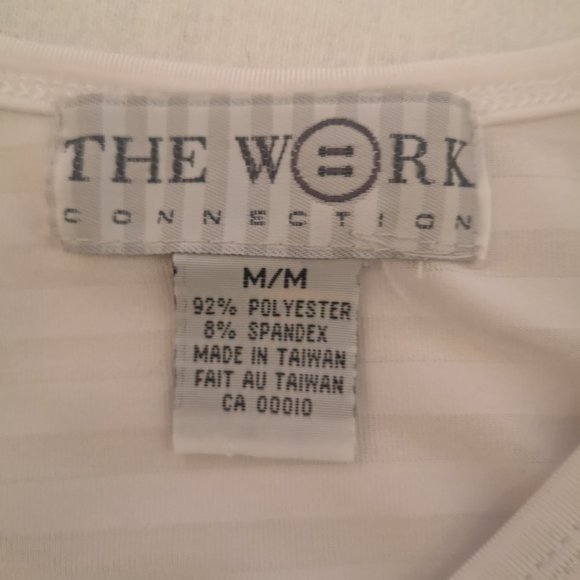 THE WORK
CONNECTION
M/M
92% POLYESTER
8% SPANDEX
MADE IN TAIWAN
FAIT AU TAIWAN
CA 00010